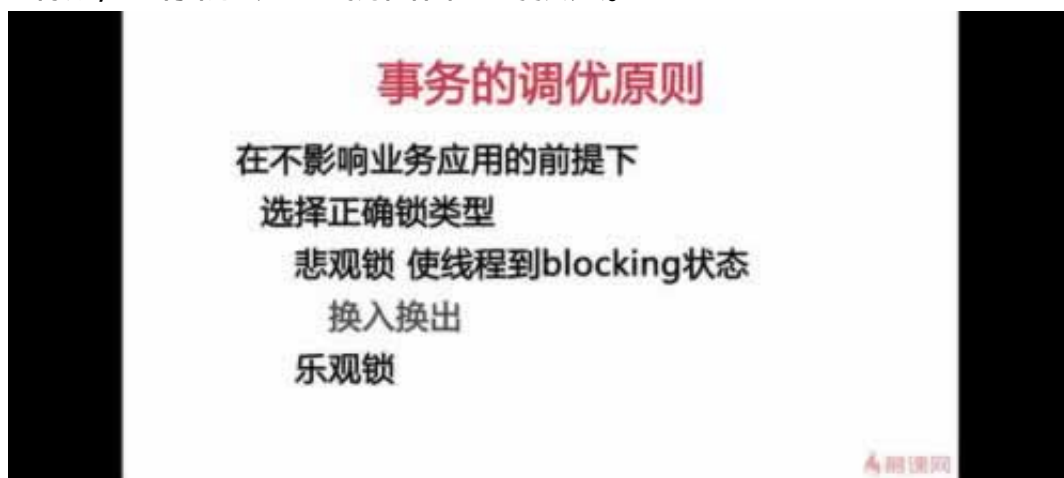 事务的调优原则
在不影响业务应用的前提下
选择正确锁类型
悲观锁 使线程到blocking状态
换入换出
乐观锁
慕课网